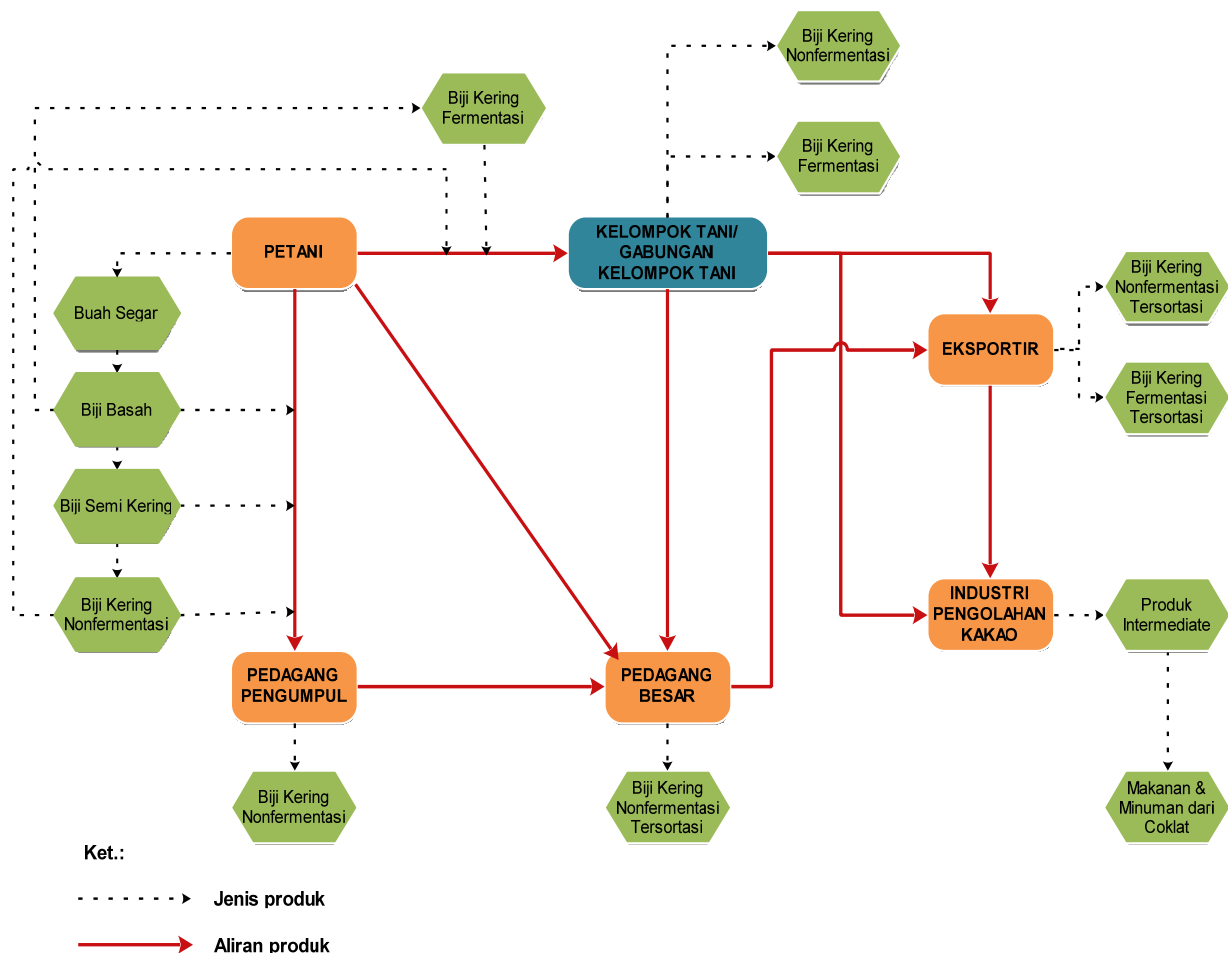 Biji Kering
Nonfermentasi
Biji Kering
Fermentasi
Biji Kering
Fermentasi
PETANI
KELOMPOK TANI/
GABUNGAN
KELOMPOK TANI
Buah Segar
Biji Kering
Nonfermentasi
Tersortasi
EKSPORTIR
Biji Basah
Biji Kering
Fermentasi
Tersortasi
Biji Semi Kering
Biji Kering
Nonfermentasi
INDUSTRI
PENGOLAHAN
KAKAO
Produk
Intermediate
PEDAGANG
PENGUMPUL
PEDAGANG
BESAR
Biji Kering
Nonfermentasi
Biji Kering
Nonfermentasi
Tersortasi
Makanan &
Minuman dari
Coklat
Ket.:
Jenis produk
Aliran produk